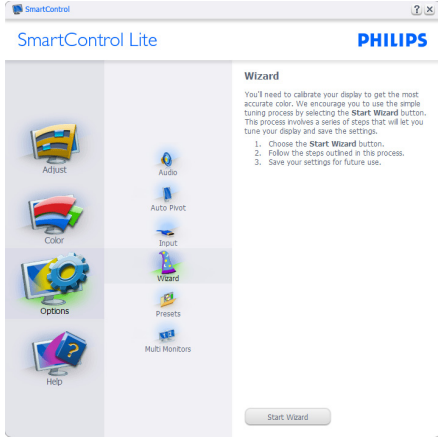 SmartControl
? X
SmartControl Lite
PHILIPS
Adjust
Color
Options
Help
Audio
Auto Pivot
Input
Wizard
Presets
Multi Monitors
Wizard
You'll need to calibrate your display to get the most
accurate color. We encourage you to use the simple
tuning process by selecting the Start Wizard button.
This process involves a series of steps that will let you
tune your display and save the settings.
1. Choose the Start Wizard button.
2. Follow the steps outlined in this process.
3. Save your settings for future use.
Start Wizard